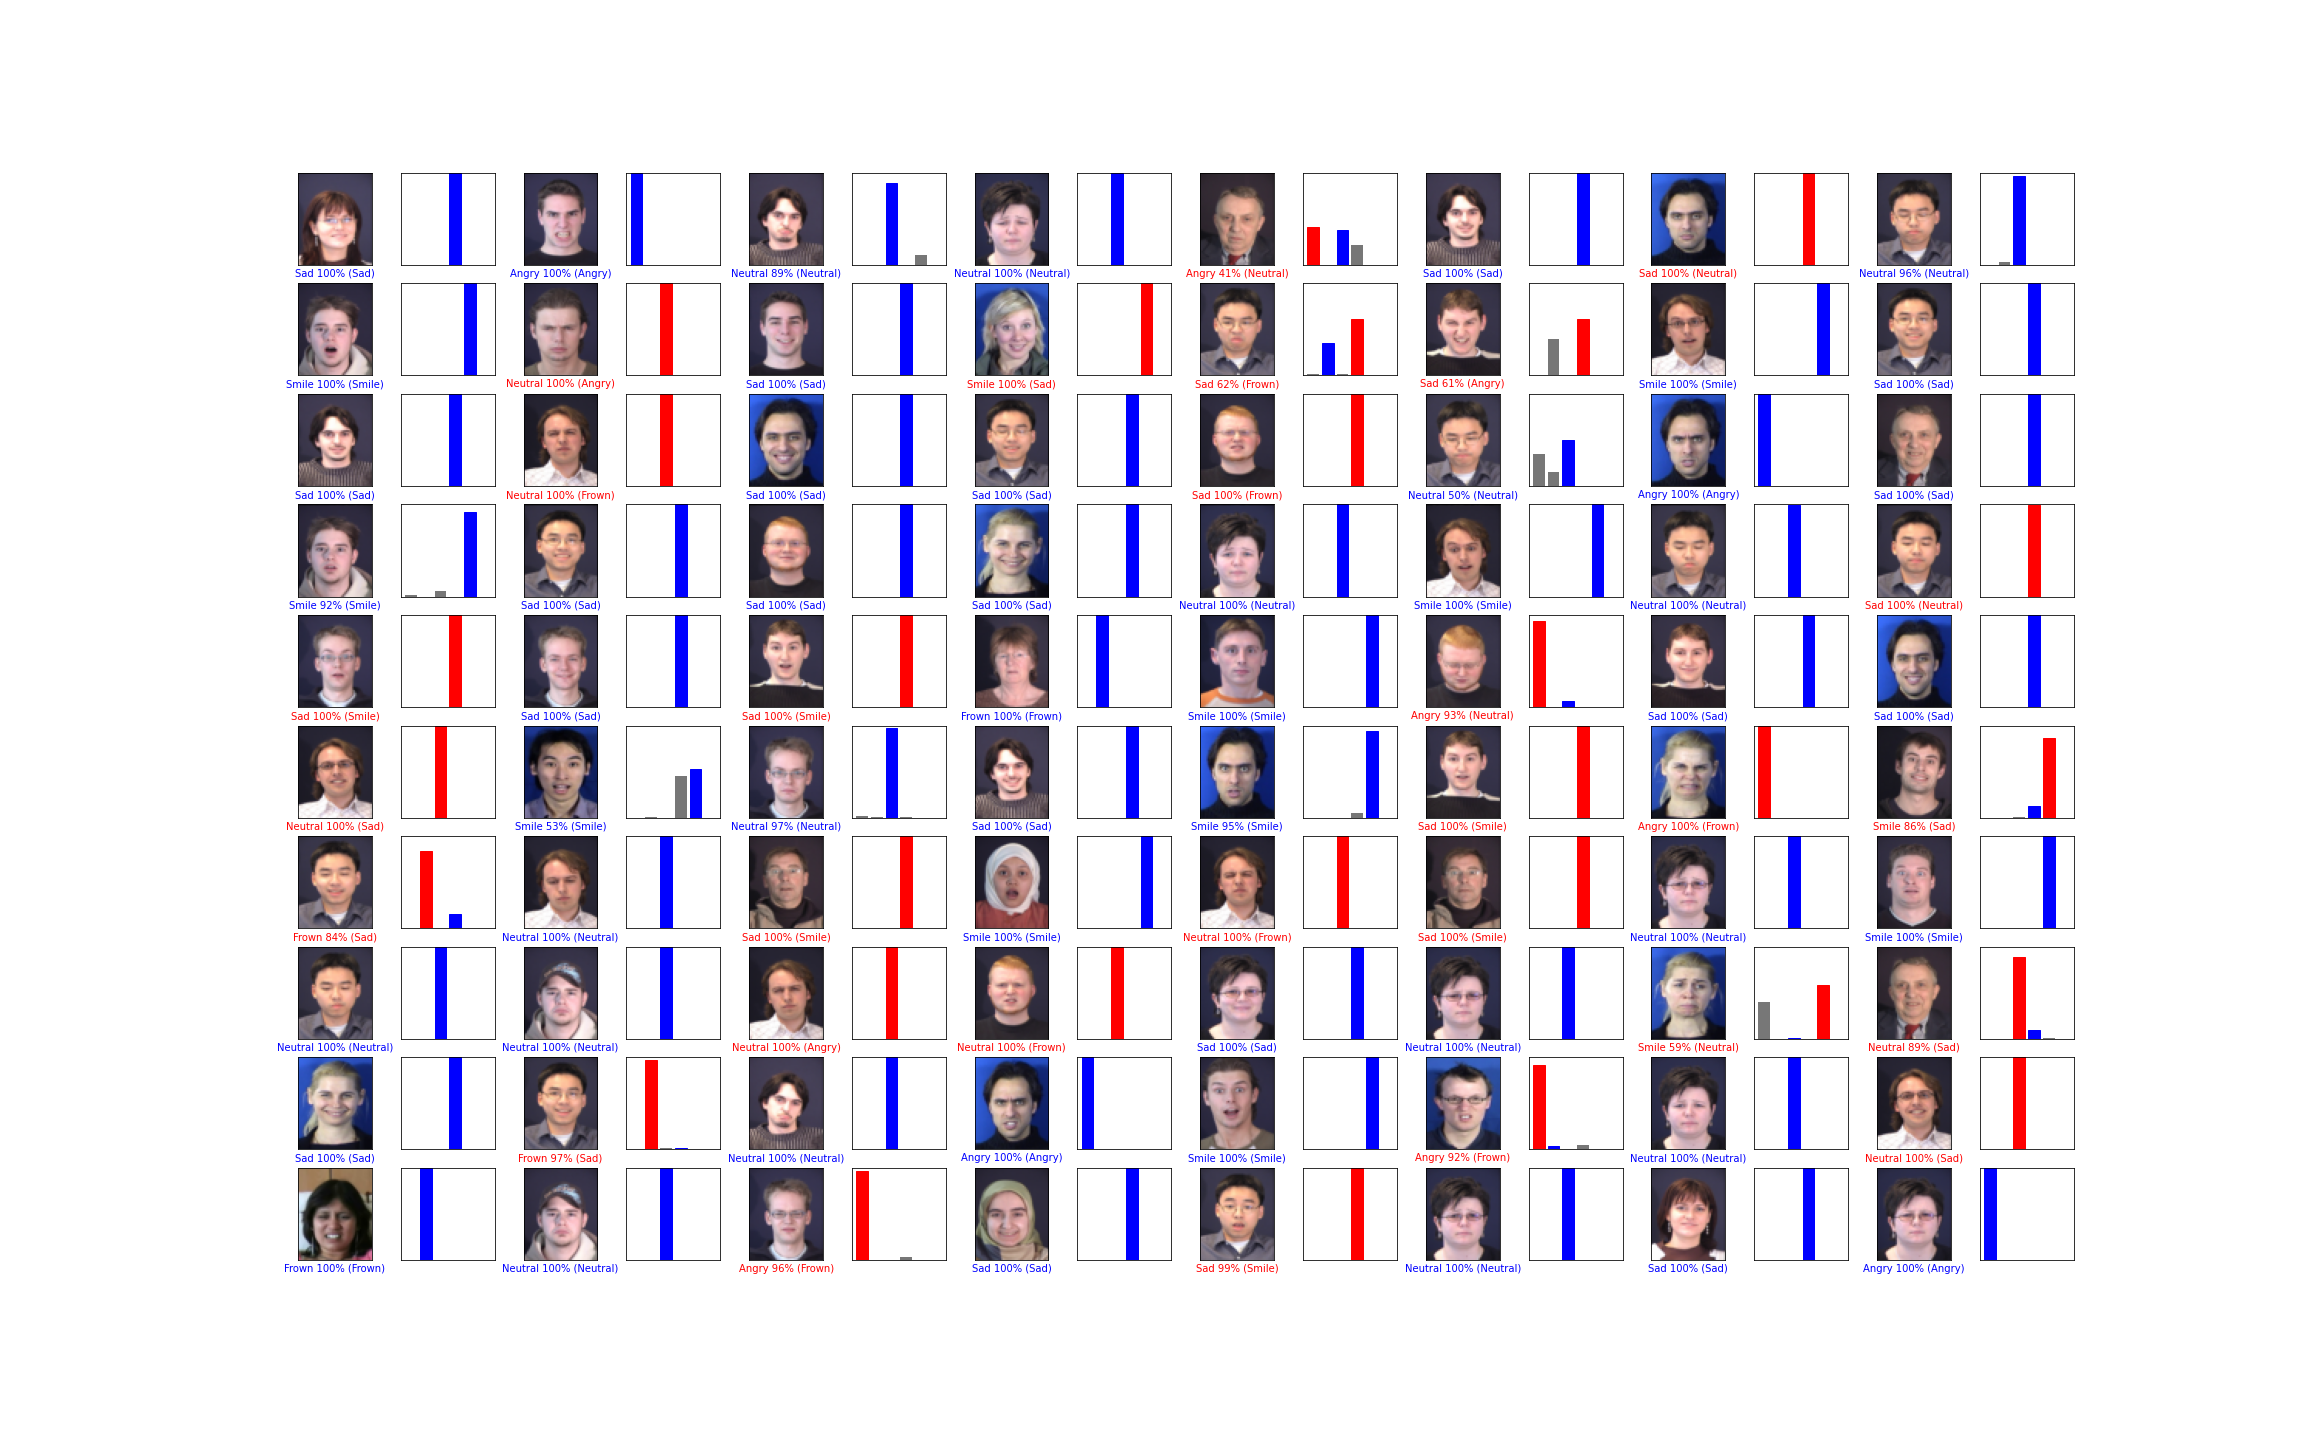 Sad 100% (Sad)
Angry 100% (Angry)
Neutral 89% (Neutral)
Neutral 100% (Neutral)
Angry 41% (Neutral)
Sad 100% (Sad)
Sad 100% (Neutral)
Neutral 96% (Neutral)
Smile 100% (Smile)
Neutral 100% (Angry)
Sad 100% (Sad)
Smile 100% (Sad)
Sad 62% (Frown)
Sad 61% (Angry)
Smile 100% (Smile)
Sad 100% (Sad)
Sad 100% (Sad)
Neutral 100% (Frown)
Sad 100% (Sad)
Sad 100% (Sad)
Sad 100% (Frown)
Neutral 50% (Neutral)
Angry 100% (Angry)
Sad 100% (Sad)
Smile 92% (Smile)
Sad 100% (Sad)
Sad 100% (Sad)
Sad 100% (Sad)
Neutral 100% (Neutral)
Smile 100% (Smile)
Neutral 100% (Neutral)
Sad 100% (Neutral)
Sad 100% (Smile)
Sad 100% (Sad)
Sad 100% (Smile)
Frown 100% (Frown)
Smile 100% (Smile)
Angry 93% (Neutral)
Sad 100% (Sad)
Sad 100% (Sad)
Neutral 100% (Sad)
Smile 53% (Smile)
Neutral 97% (Neutral)
Sad 100% (Sad)
Smile 95% (Smile)
Sad 100% (Smile)
Angry 100% (Frown)
Smile 86% (Sad)
Frown 84% (Sad)
Neutral 100% (Neutral)
Sad 100% (Smile)
Smile 100% (Smile)
Neutral 100% (Frown)
Sad 100% (Smile)
Neutral 100% (Neutral)
Smile 100% (Smile)
Neutral 100% (Neutral)
Neutral 100% (Neutral)
Neutral 100% (Angry)
Neutral 100% (Frown)
Sad 100% (Sad)
Neutral 100% (Neutral)
Smile 59% (Neutral)
Neutral 89% (Sad)
Sad 100% (Sad)
Frown 97% (Sad)
Neutral 100% (Neutral)
Angry 100% (Angry)
Smile 100% (Smile)
Angry 92% (Frown)
Neutral 100% (Neutral)
Neutral 100% (Sad)
Frown 100% (Frown)
Neutral 100% (Neutral)
Angry 96% (Frown)
Sad 100% (Sad)
Sad 99% (Smile)
Neutral 100% (Neutral)
Sad 100% (Sad)
Angry 100% (Angry)